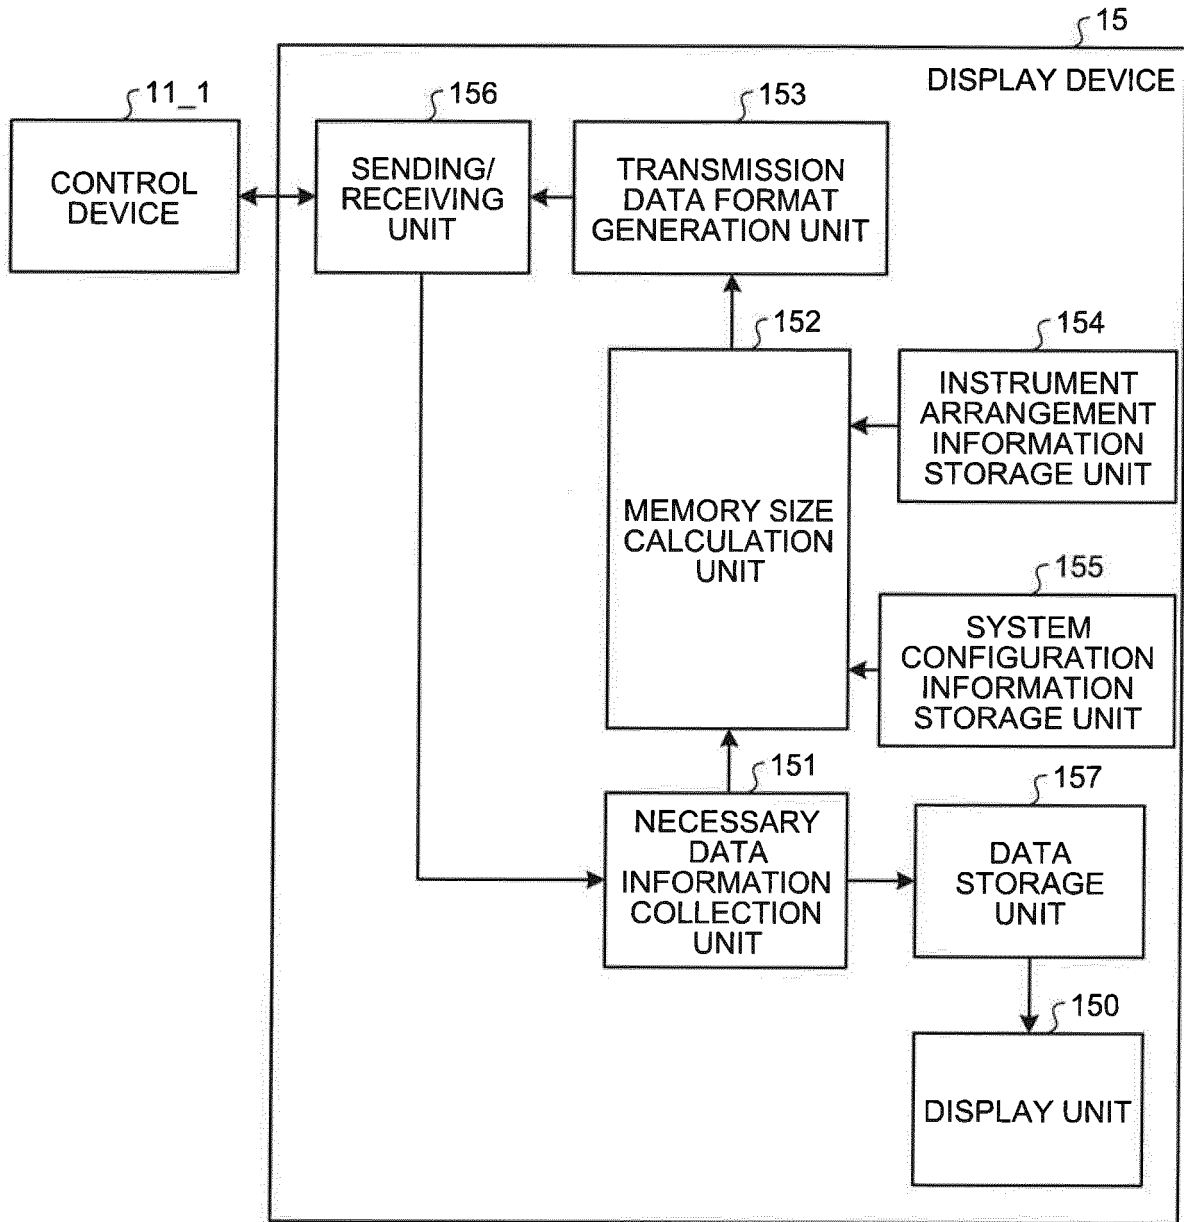 15
DISPLAY DEVICE
11_1
CONTROL
DEVICE
156
SENDING/
RECEIVING
UNIT
153
TRANSMISSION
DATA FORMAT
GENERATION UNIT
152
MEMORY SIZE
CALCULATION
UNIT
154
INSTRUMENT
ARRANGEMENT
INFORMATION
STORAGE UNIT
155
SYSTEM
CONFIGURATION
INFORMATION
STORAGE UNIT
151
NECESSARY
DATA
INFORMATION
COLLECTION
UNIT
157
DATA
STORAGE
UNIT
150
DISPLAY UNIT